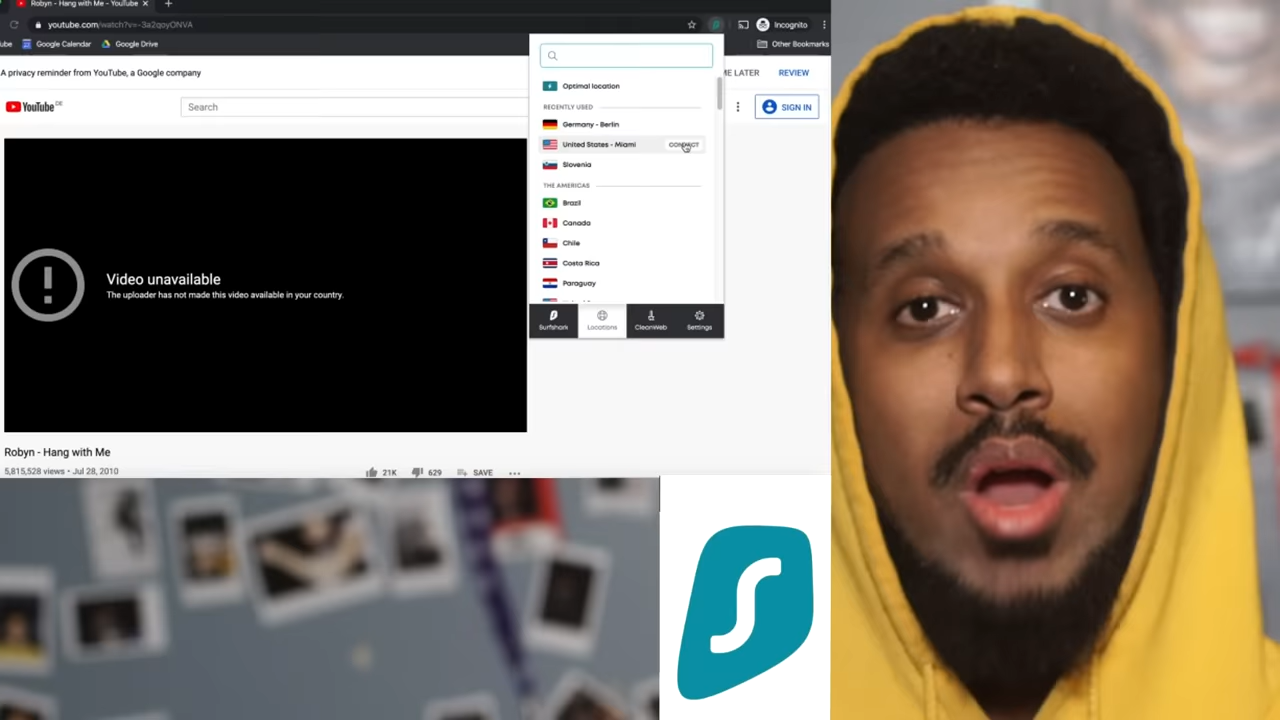 Robyn - Hang with Me - YouTube
youtube.com/watch?v=-3a2qoyONVA
Incognito
Google Calendar
Google Drive
Other Bookmarks
A privacy reminder from YouTube, a Google company
ME LATER
REVIEW
YouTube DE
Search
SIGN IN
Video unavailable
The uploader has not made this video available in your country.
Robyn - Hang with Me
5,815,528 views • Jul 28, 2010
21K
629
SAVE
Optimal location
RECENTLY USED
Germany - Berlin
United States - Miami
Slovenia
THE AMERICAS
Brazil
Canada
Chile
Costa Rica
Paraguay
Surfshark
Locations
CleanWeb
Settings